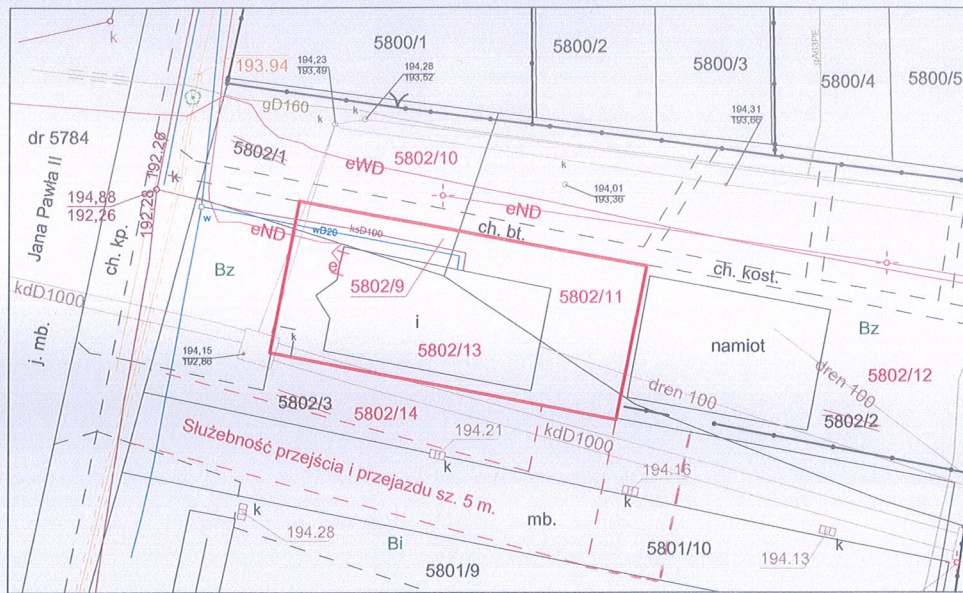 5800/1
5800/2
5800/3
5800/4
5800/5
gA63PE
k
193.94
194,23
193,49
194,28
193,52
194,31
193,66
gD160
k
k
dr 5784
5802/1
5802/10
eWD
k
194,01
193,36
192.28 192.26
k
194,88
192,26
Jana Pawła II
ch. kp.
w
eND
wD20
ksD100
ch. bt.
eND
ch. kost.
Bz
e
5802/9
5802/11
Bz
kdD1000
i
5802/13
namiot
k
194,15
192,86
j. mb.
5802/3
5802/14
dren 100
dren 100
5802/12
5802/2
kdD1000
194.21
k
Służebność przejścia i przejazdu sz. 5 m.
194.16
k
mb.
k
194.28
Bi
5801/10
194.13
k
5801/9